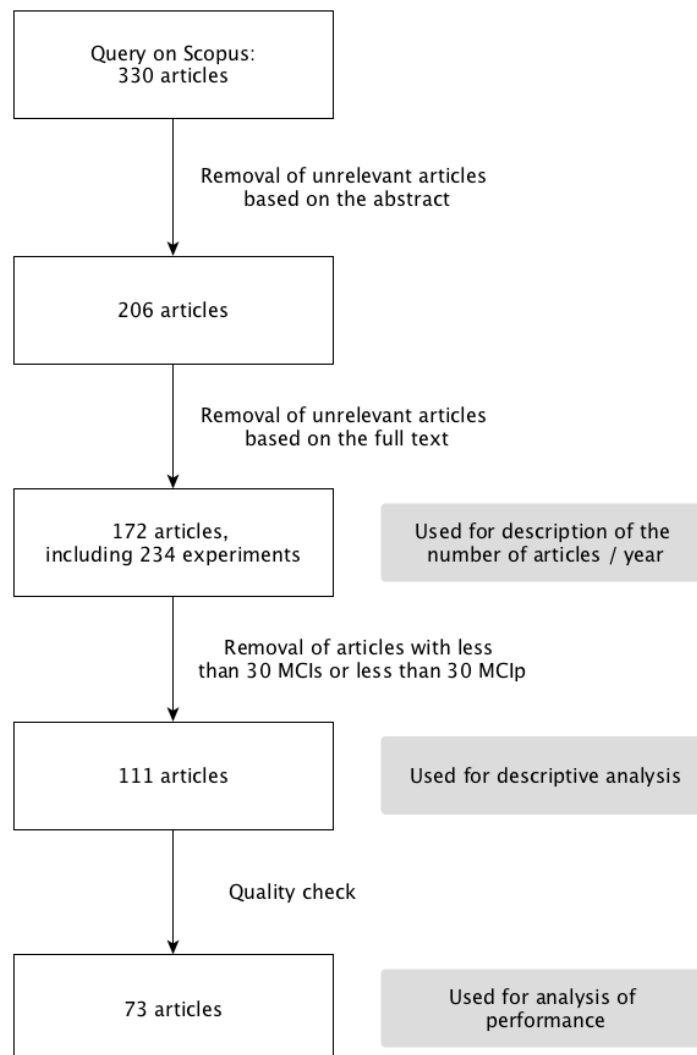 Query on Scopus:
330 articles
Removal of unrelevant articles
based on the abstract
206 articles
Removal of unrelevant articles
based on the full text
172 articles,
including 234 experiments
Used for description of the
number of articles / year
Removal of articles with less
than 30 MCIs or less than 30 MCIp
111 articles
Used for descriptive analysis
Quality check
73 articles
Used for analysis of
performance